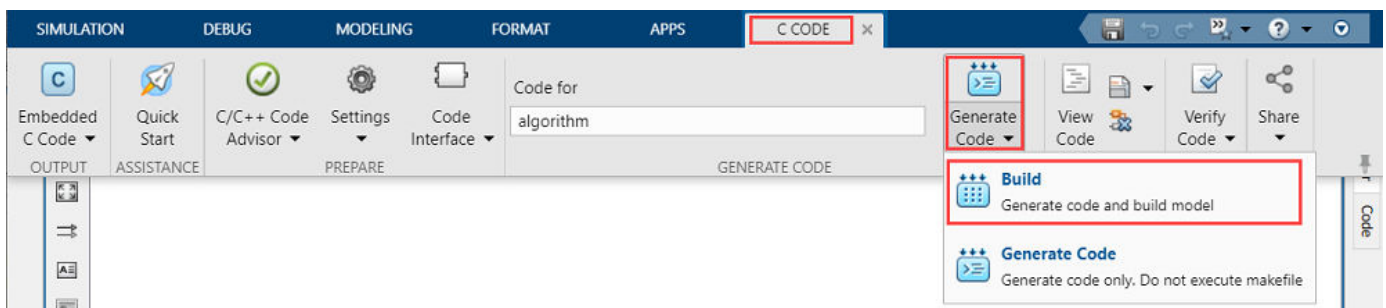 SIMULATION DEBUG MODELING FORMAT APPS C CODE
C
Embedded
C Code
OUTPUT
Quick
Start
ASSISTANCE
C/C++ Code
Advisor
Settings
Code
Interface
PREPARE
Code for
algorithm
GENERATE CODE
Generate
Code
View
Code
Verify
Code
Share
Build
Generate code and build model
Generate Code
Generate code only. Do not execute makefile
Code